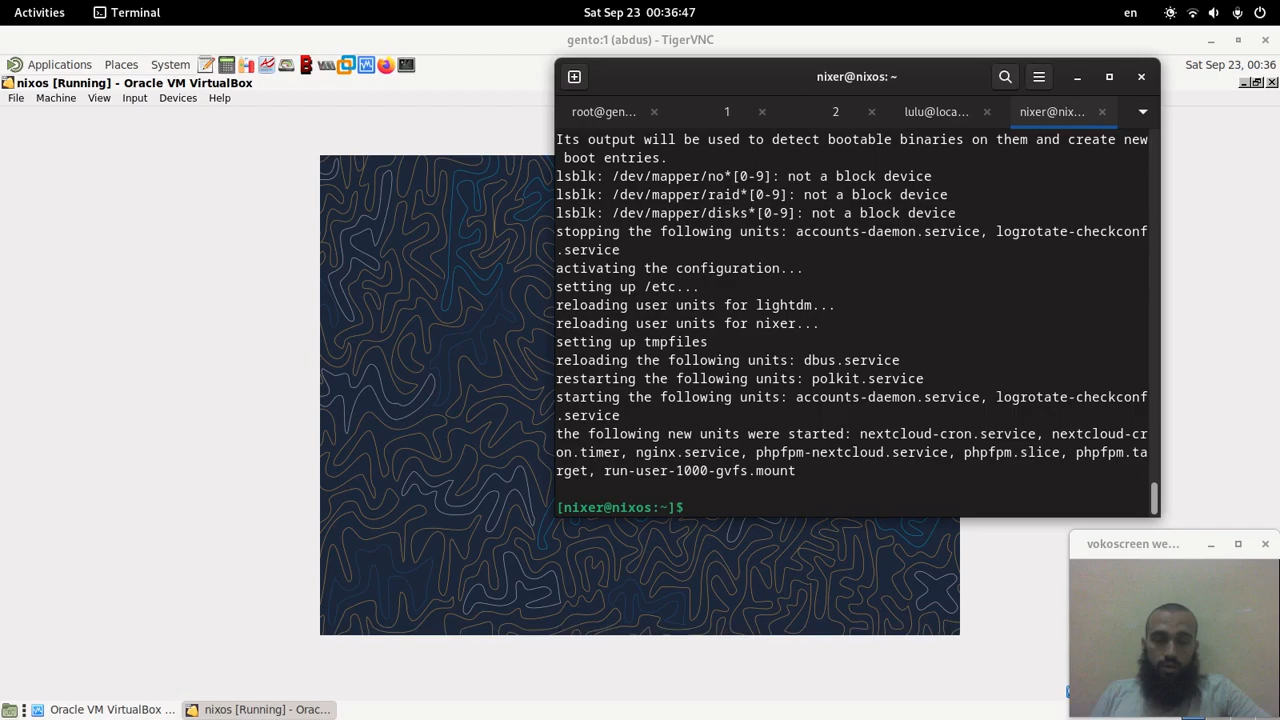 Activities
Terminal
Sat Sep 23  00:36:47
en
gento:1 (abdus) - TigerVNC
Applications
Places
System
Sat Sep 23, 00:36
nixos [Running] - Oracle VM VirtualBox
File
Machine
View
Input
Devices
Help
nixer@nixos: ~
root@gen...
1
2
lulu@loca...
nixer@nix...
Its output will be used to detect bootable binaries on them and create new
 boot entries.
lsblk: /dev/mapper/no*[0-9]: not a block device
lsblk: /dev/mapper/raid*[0-9]: not a block device
lsblk: /dev/mapper/disks*[0-9]: not a block device
stopping the following units: accounts-daemon.service, logrotate-checkconf
.service
activating the configuration...
setting up /etc...
reloading user units for lightdm...
reloading user units for nixer...
setting up tmpfiles
reloading the following units: dbus.service
restarting the following units: polkit.service
starting the following units: accounts-daemon.service, logrotate-checkconf
.service
the following new units were started: nextcloud-cron.service, nextcloud-cr
on.timer, nginx.service, phpfpm-nextcloud.service, phpfpm.slice, phpfpm.ta
rget, run-user-1000-gvfs.mount
[nixer@nixos:~]$
vokoscreen we...
Oracle VM VirtualBox ...
nixos [Running] - Orac...